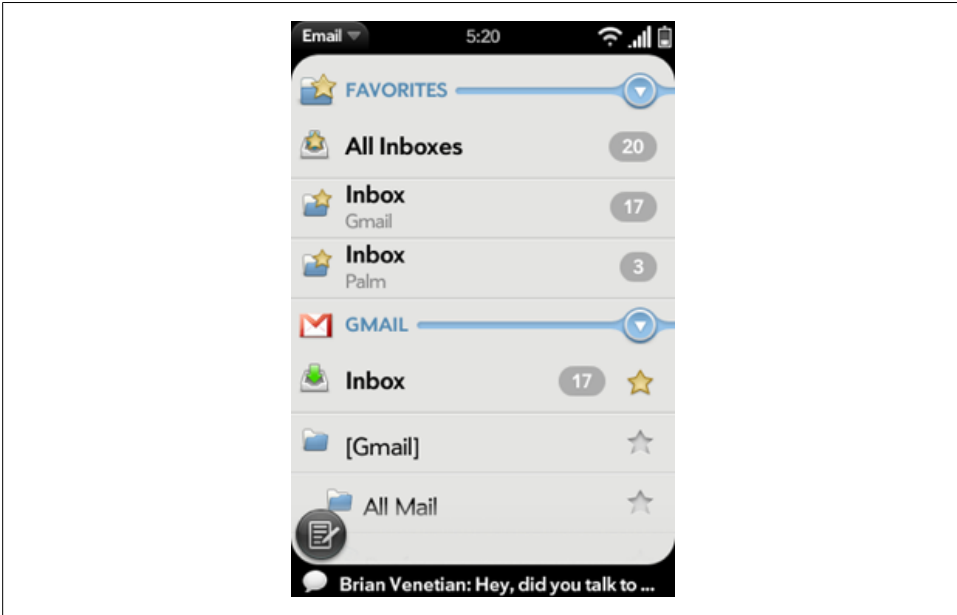 Email 5:20
FAVORITES
All Inboxes 20
Inbox 17
Gmail
Inbox 3
Palm
GMAIL
Inbox 17
[Gmail]
All Mail
Brian Venetian: Hey, did you talk to ...